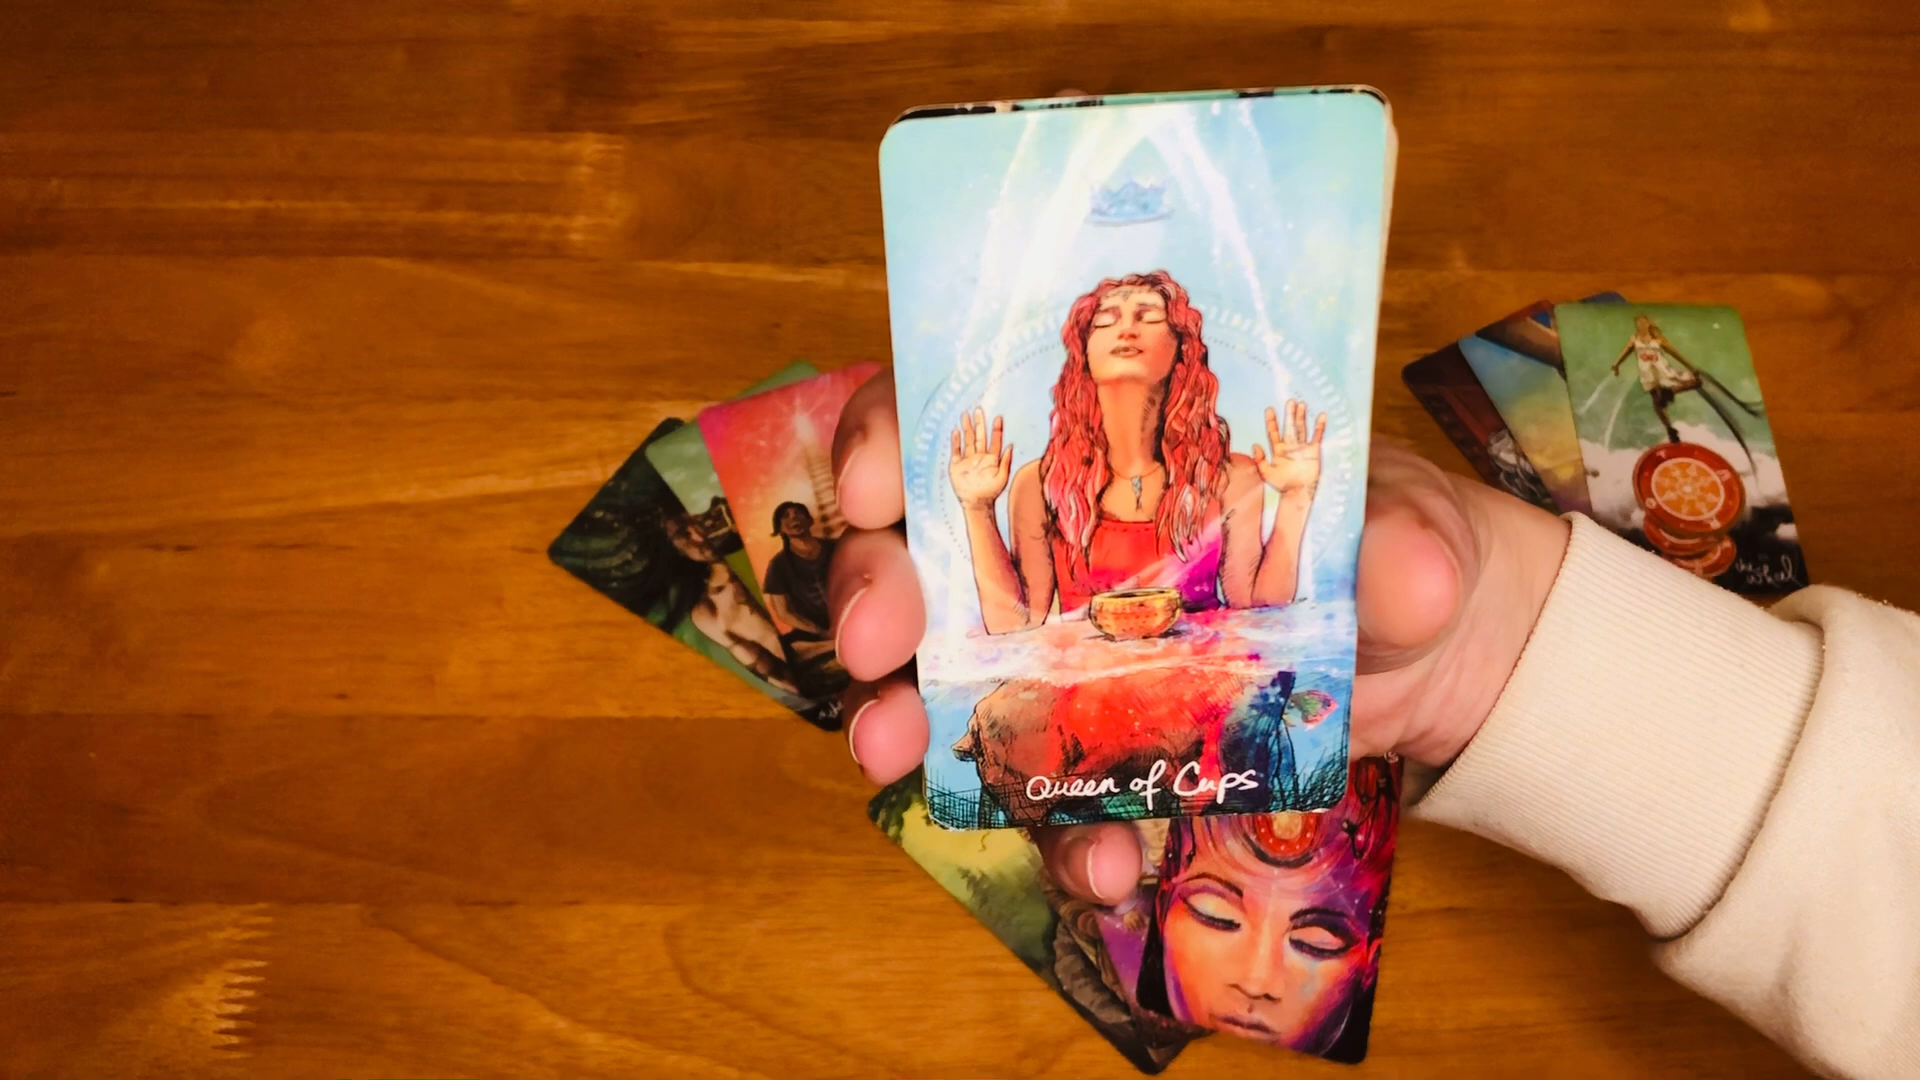 Queen of Cups
the
wheel